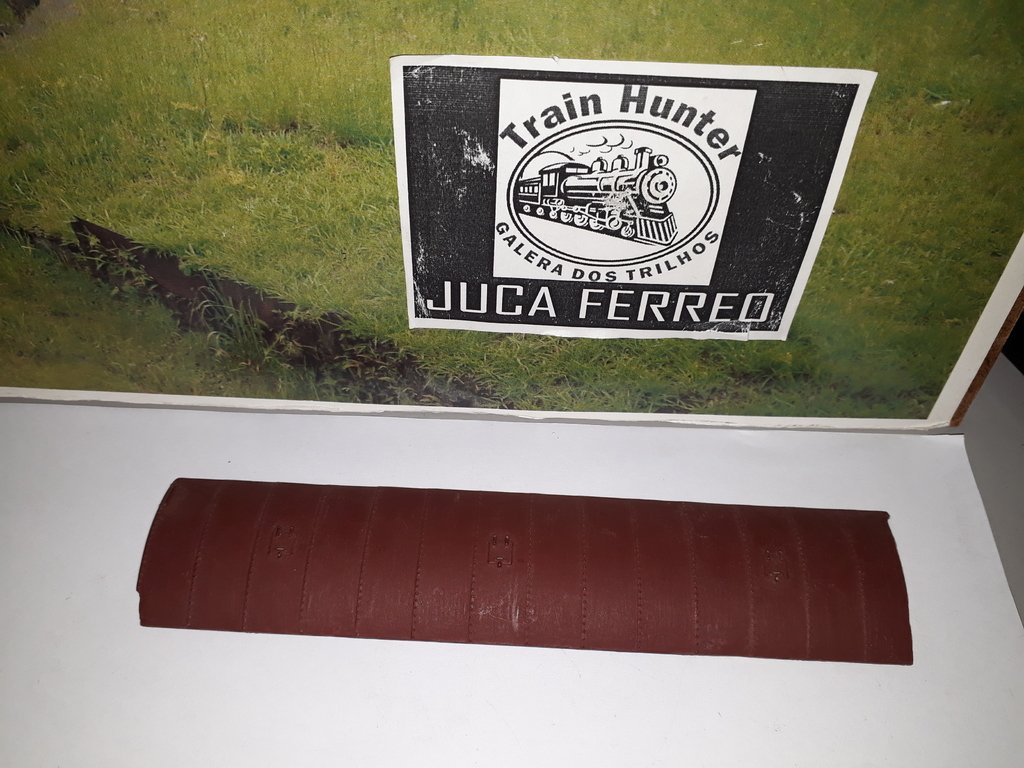 Train Hunter
GALERA DOS TRILHOS
JUCA FERREO